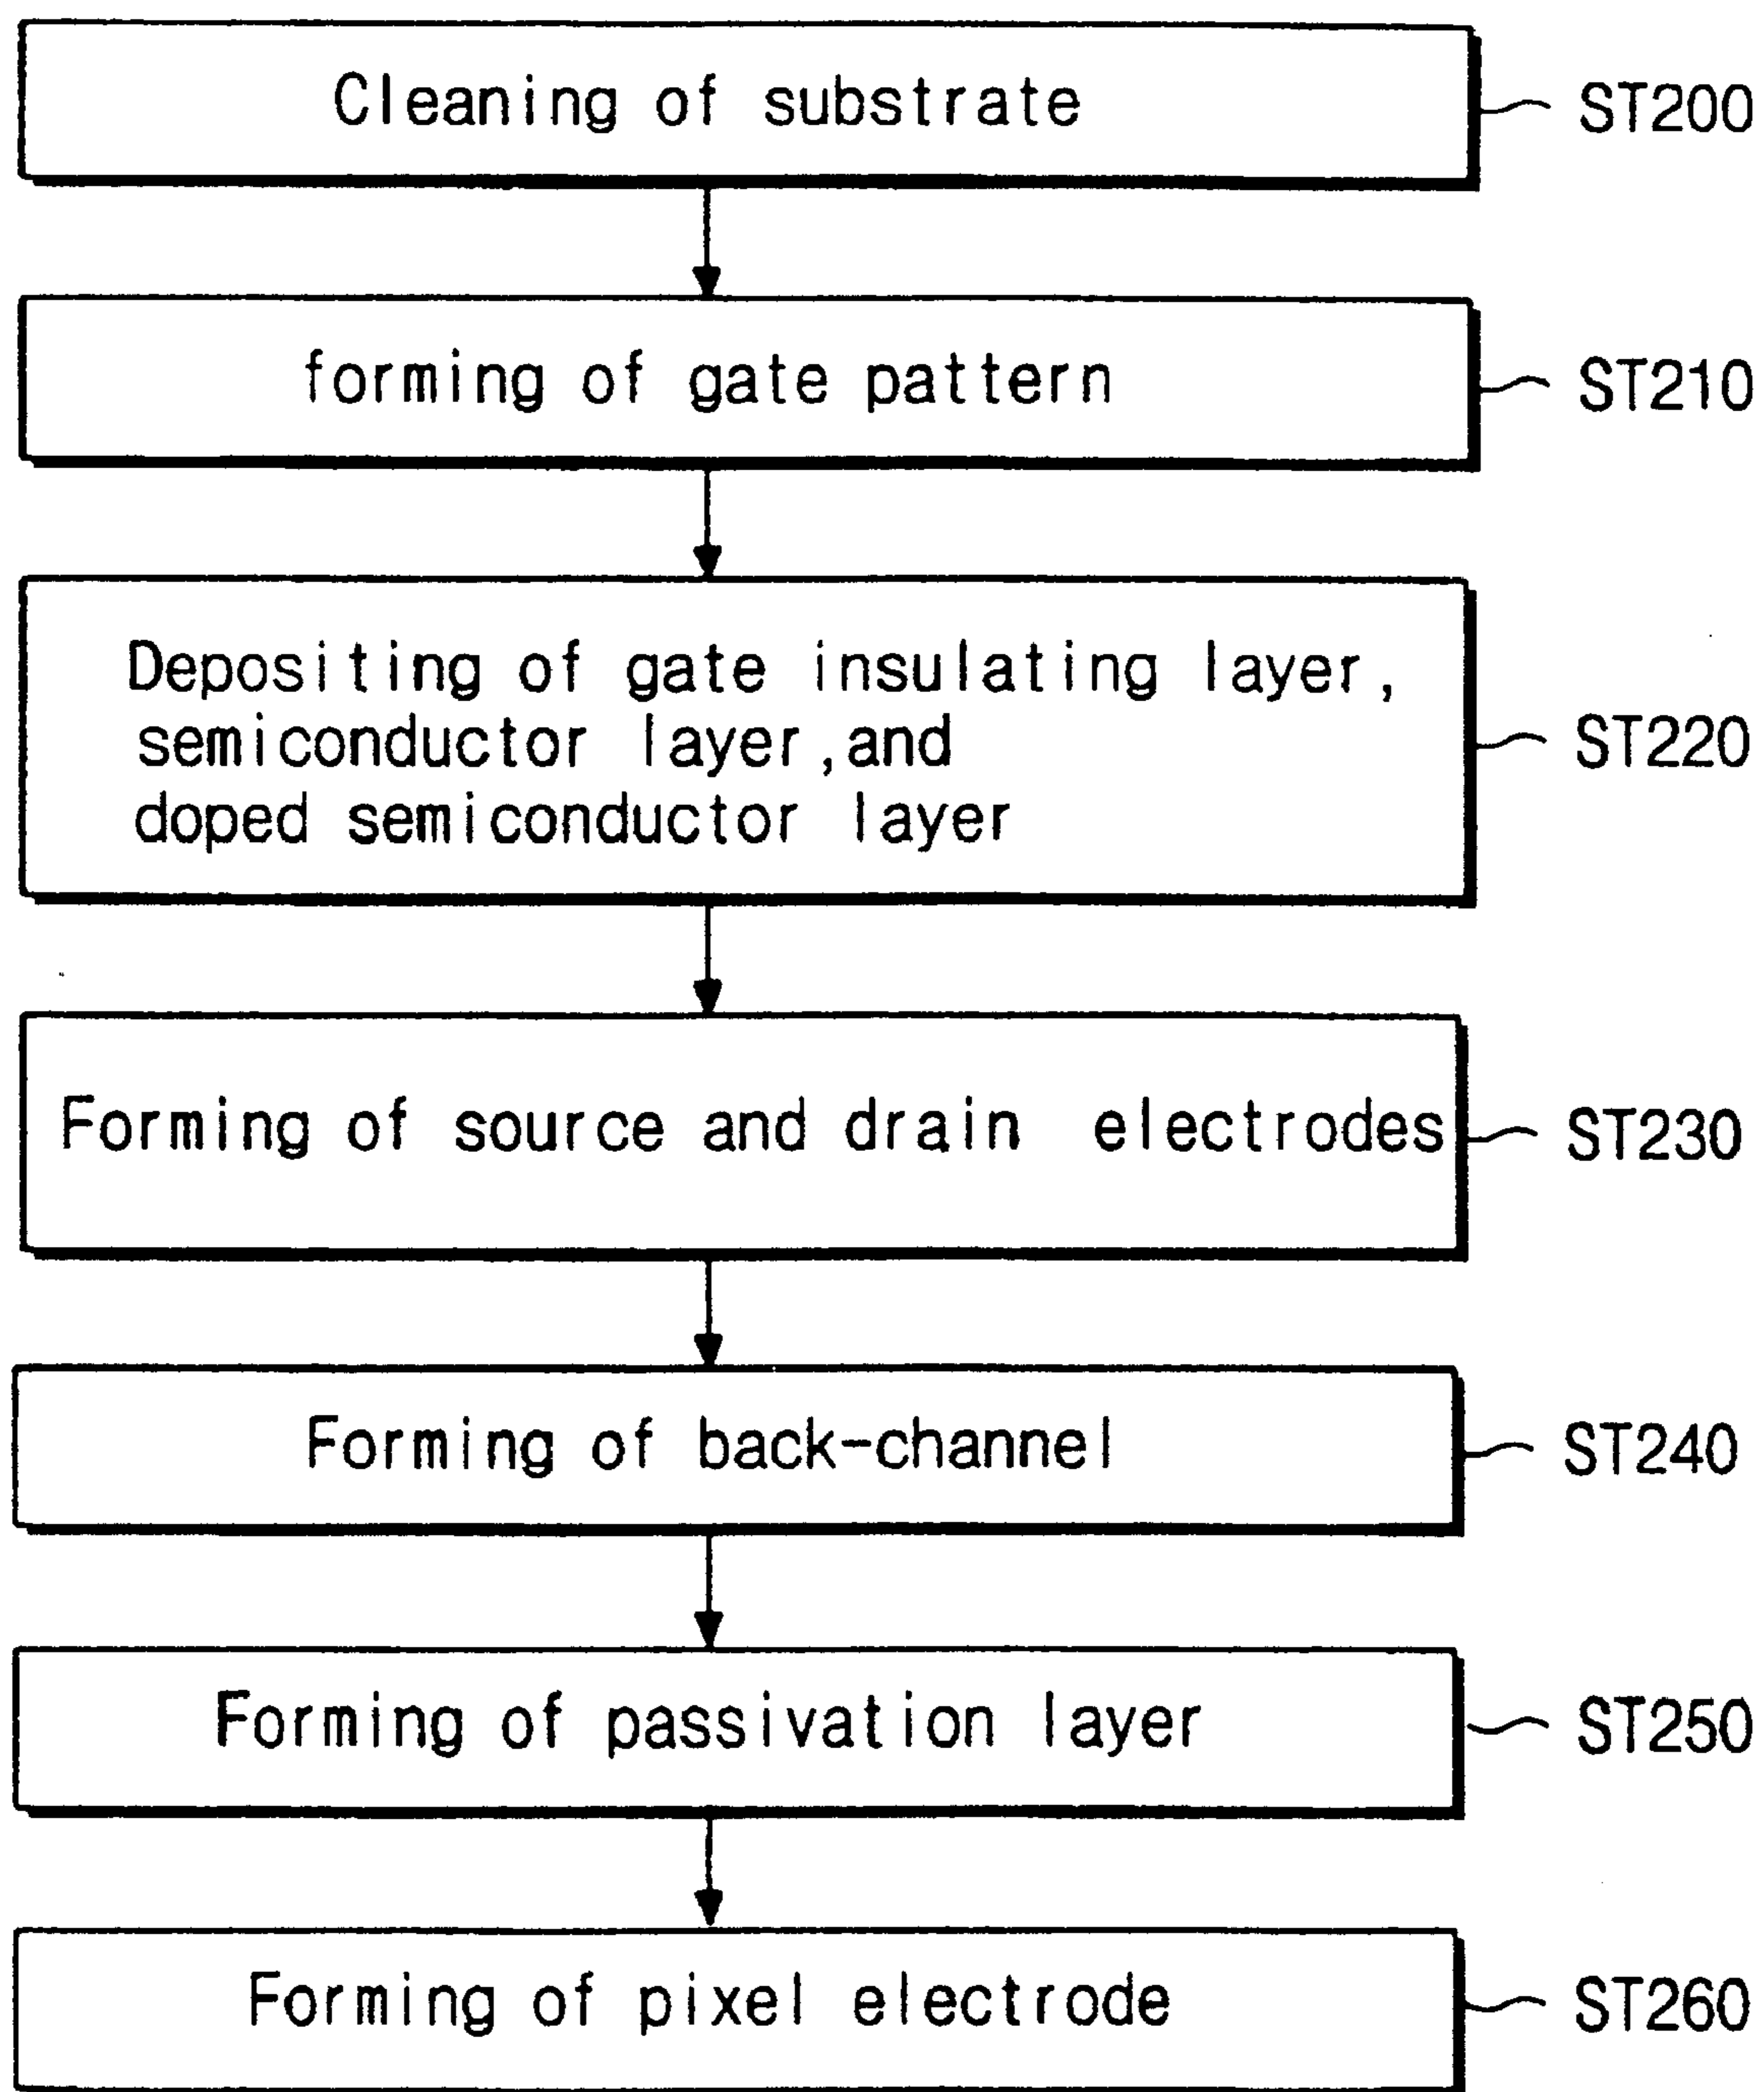 Cleaning of substrate
ST200
forming of gate pattern
ST210
Depositing of gate insulating layer,
semiconductor layer,and
doped semiconductor layer
ST220
Forming of source and drain electrodes
ST230
Forming of back-channel
ST240
Forming of passivation layer
ST250
Forming of pixel electrode
ST260